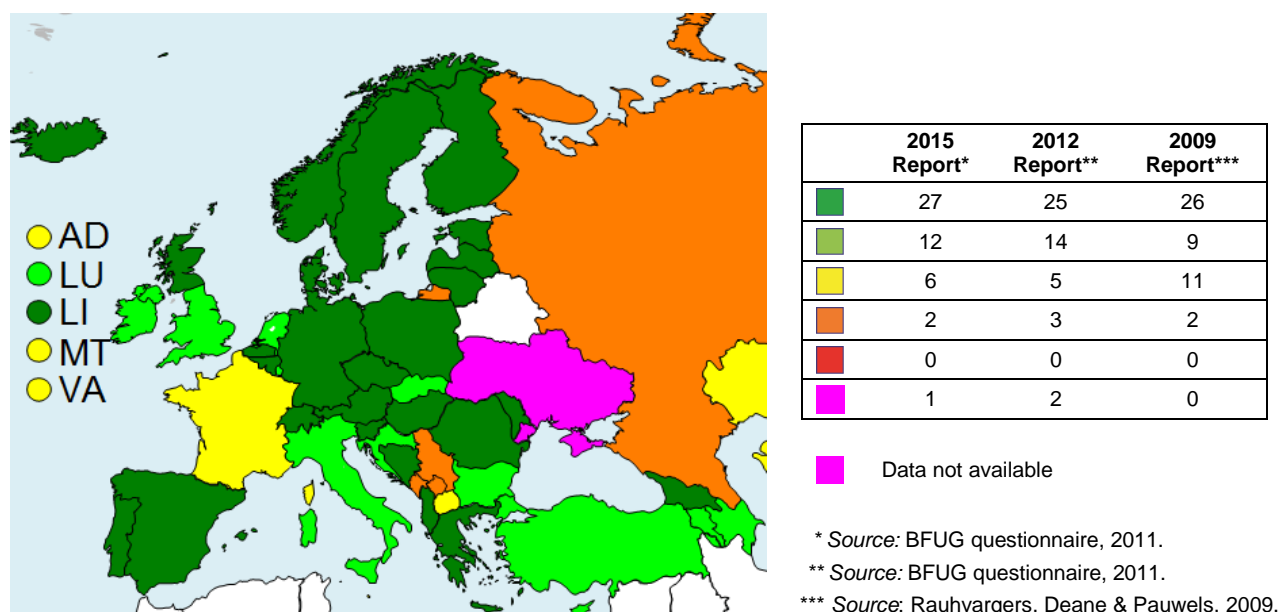 AD
LU
LI
MT
VA
2015 Report* 2012 Report** 2009 Report***
27 25 26
12 14 9
6 5 11
2 3 2
0 0 0
1 2 0
Data not available
* Source: BFUG questionnaire, 2011.
** Source: BFUG questionnaire, 2011.
*** Source: Rauhvargers, Deane & Pauwels, 2009.